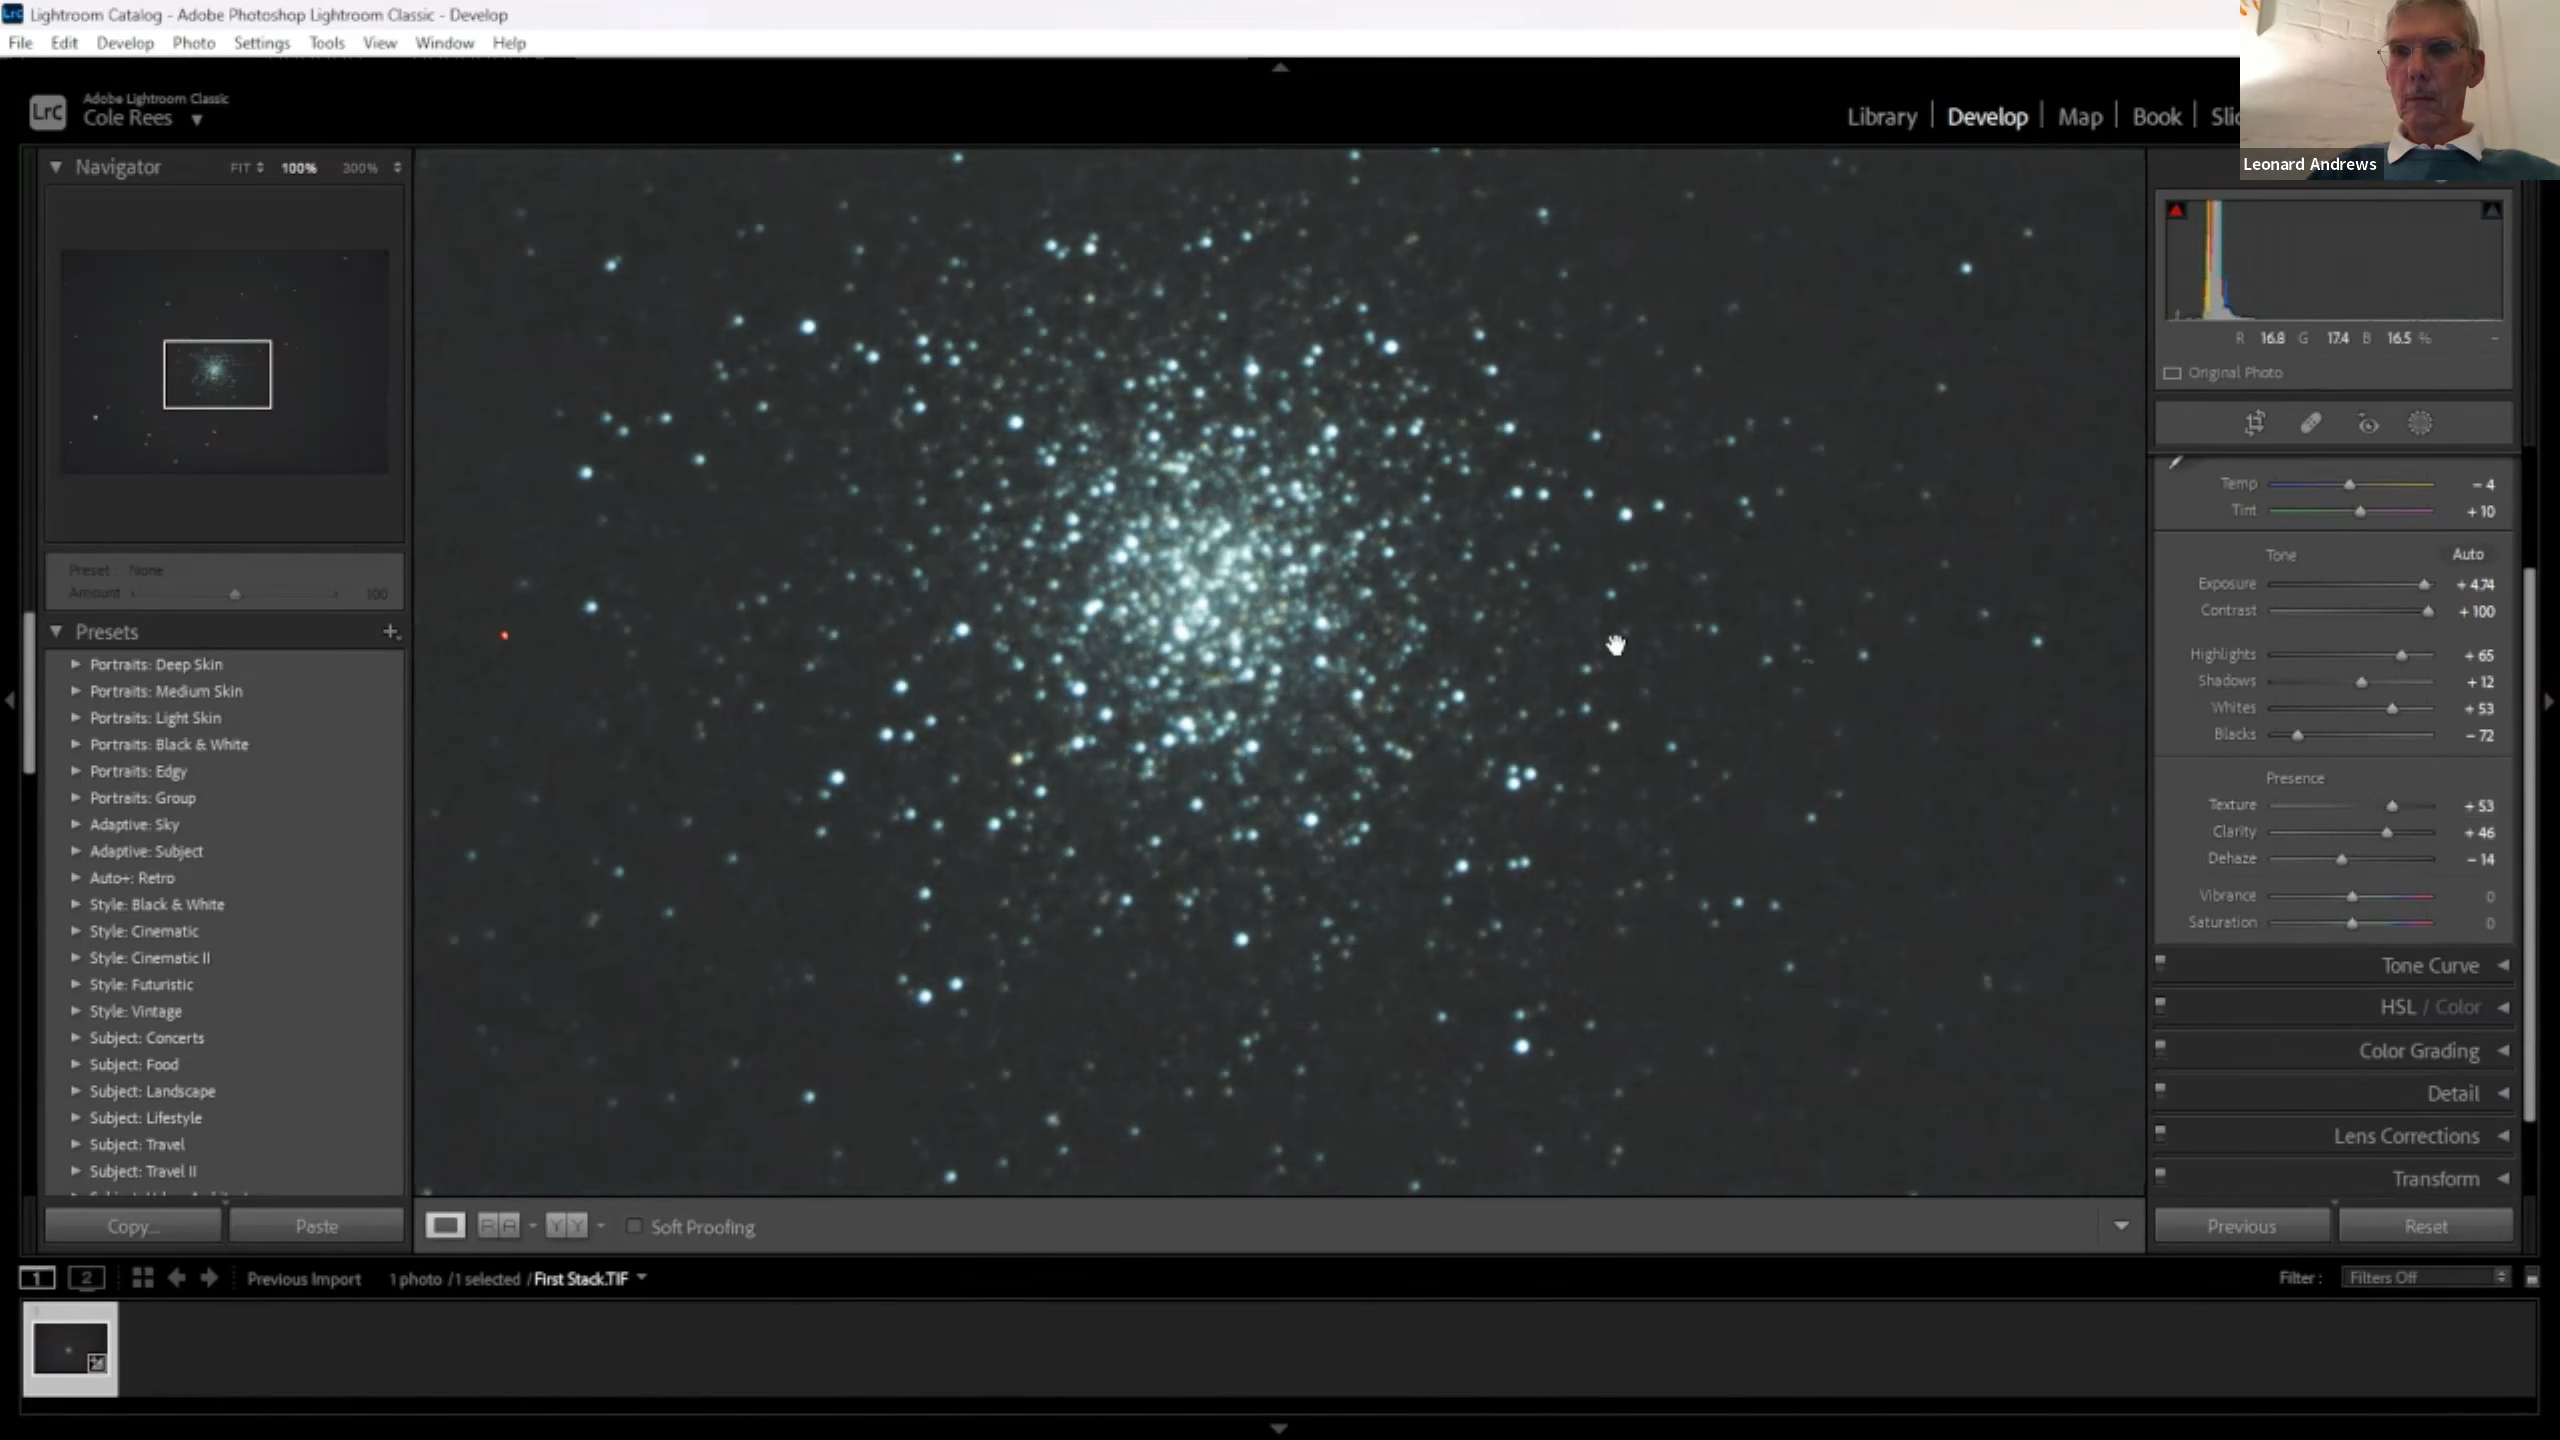 Lightroom Catalog - Adobe Photoshop Lightroom Classic - Develop
File Edit Develop Photo Settings Tools View Window Help
LrC
Adobe Lightroom Classic
Cole Rees
Library Develop Map Book
Leonard Andrews
Navigator FIT 100% 300%
Preset: None
Amount 100
Presets
Portraits: Deep Skin
Portraits: Medium Skin
Portraits: Light Skin
Portraits: Black & White
Portraits: Edgy
Portraits: Group
Adaptive: Sky
Adaptive: Subject
Auto+: Retro
Style: Black & White
Style: Cinematic
Style: Cinematic II
Style: Futuristic
Style: Vintage
Subject: Concerts
Subject: Food
Subject: Landscape
Subject: Lifestyle
Subject: Travel
Subject: Travel II
Copy... Paste
R A Y Y Soft Proofing
R 16.8 G 17.4 B 16.5 %
Original Photo
Temp - 4
Tint + 10
Tone Auto
Exposure + 4.74
Contrast + 100
Highlights + 65
Shadows + 12
Whites + 53
Blacks - 72
Presence
Texture + 53
Clarity + 46
Dehaze - 14
Vibrance 0
Saturation 0
Tone Curve
HSL / Color
Color Grading
Detail
Lens Corrections
Transform
Previous Reset
1 2 Previous Import 1 photo / 1 selected / First Stack.TIF Filter : Filters Off